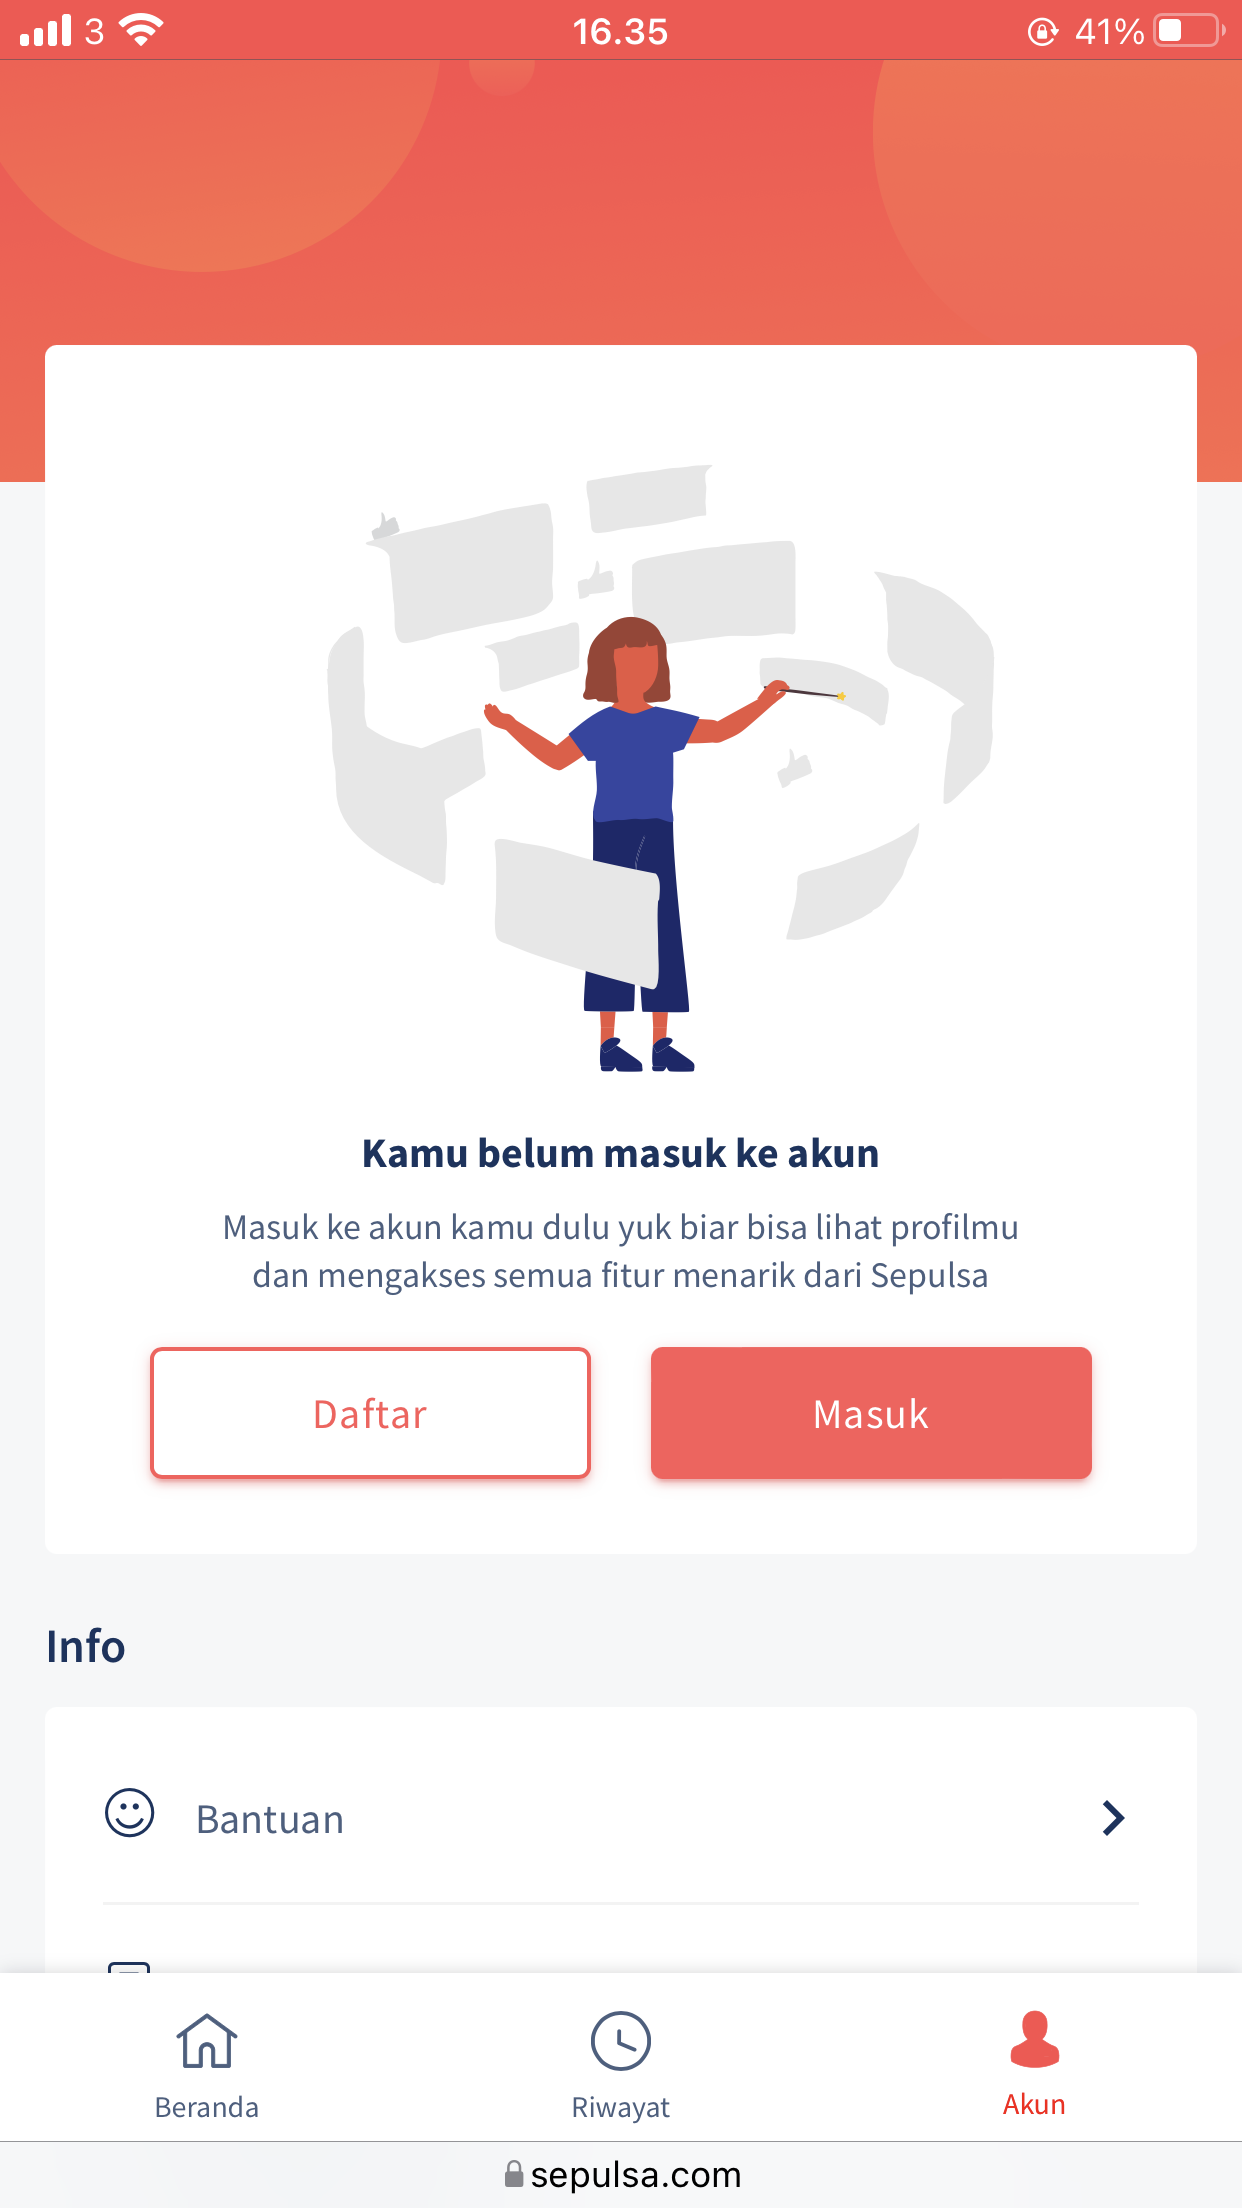 3
16.35
41%
Kamu belum masuk ke akun
Masuk ke akun kamu dulu yuk biar bisa lihat profilmu
dan mengakses semua fitur menarik dari Sepulsa
Daftar
Masuk
Info
Bantuan
Beranda
Riwayat
Akun
sepulsa.com